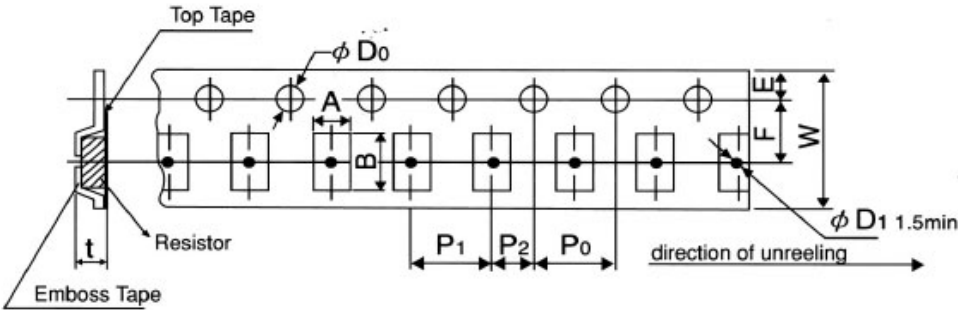 Top Tape
ϕ D0
E
A
F
W
B
ϕ D1 1.5min
P1
P2
P0
t
Resistor
direction of unreeling
Emboss Tape